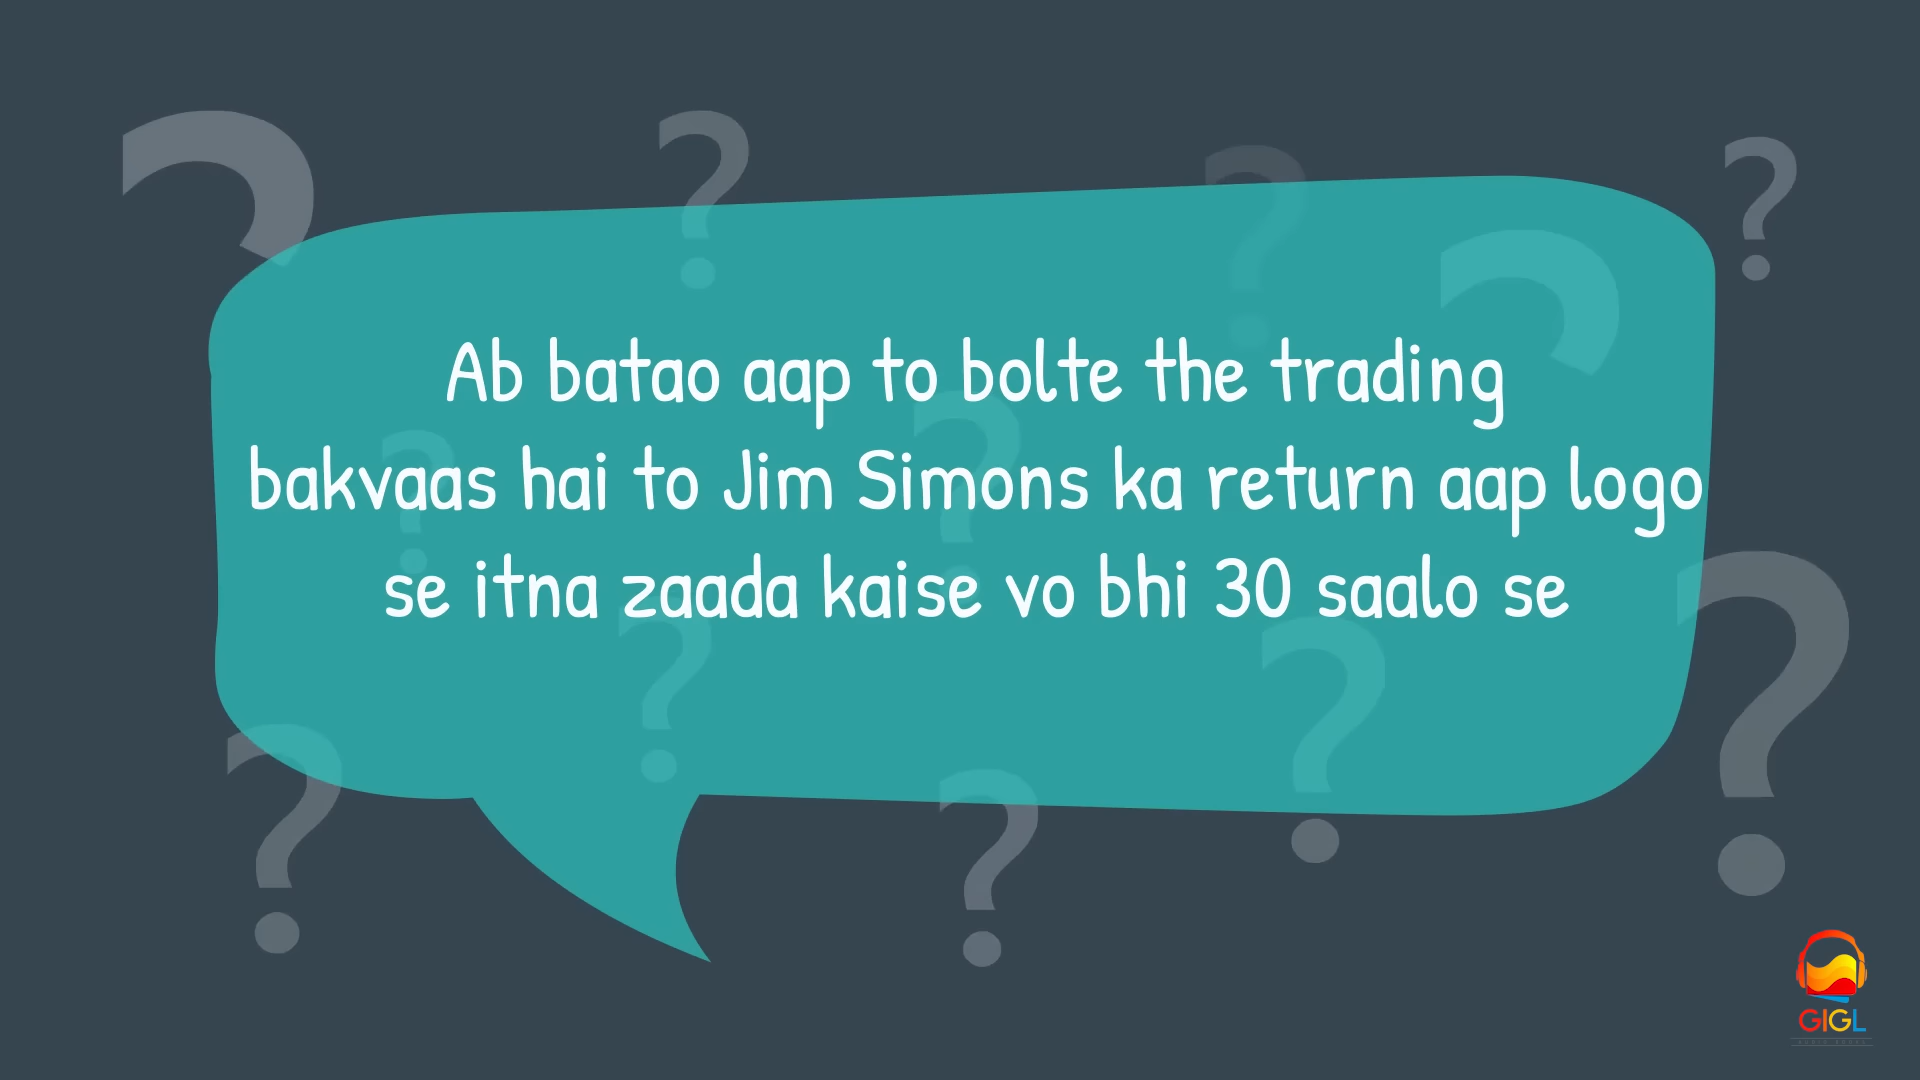 Ab batao aap to bolte the trading
bakvaas hai to Jim Simons ka return aap logo
se itna zaada kaise vo bhi 30 saalo se
GIGL